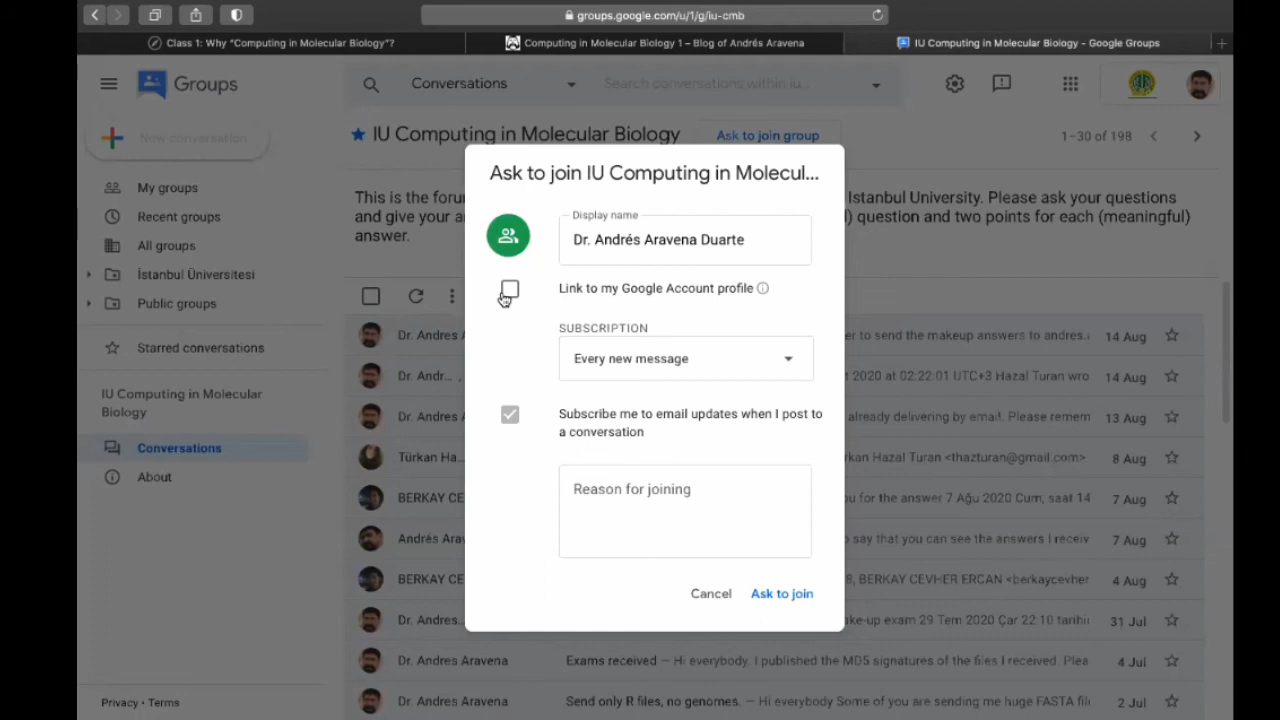 groups.google.com/u/1/g/iu-cmb
Class 1: Why "Computing in Molecular Biology"?
Computing in Molecular Biology 1 – Blog of Andrés Aravena
IU Computing in Molecular Biology - Google Groups
Groups
Conversations
Search conversations within iu...
New conversation
IU Computing in Molecular Biology
Ask to join group
1–30 of 198
My groups
Recent groups
All groups
İstanbul Üniversitesi
Public groups
Starred conversations
IU Computing in Molecular
Biology
Conversations
About
Privacy · Terms
This is the foru
Istanbul University. Please ask your questions
and give your a
) question and two points for each (meaningful)
answer.
Ask to join IU Computing in Molecul...
Display name
Dr. Andrés Aravena Duarte
Link to my Google Account profile
SUBSCRIPTION
Every new message
Subscribe me to email updates when I post to
a conversation
Reason for joining
Cancel
Ask to join
Dr. Andres A
er to send the makeup answers to andres.
14 Aug
Dr. Andr... ,
t 2020 at 02:22:01 UTC+3 Hazal Turan wro
14 Aug
Dr. Andres A
already delivering by email. Please remem
13 Aug
Türkan Ha...
rkan Hazal Turan <thazturan@gmail.com>
8 Aug
BERKAY CE
ou for the answer 7 Ağu 2020 Cum, saat 14
7 Aug
Andrés Arav
o say that you can see the answers I receiv
7 Aug
BERKAY CE
8, BERKAY CEVHER ERCAN <berkaycevher
4 Aug
Dr. Andres...
ke-up exam 29 Tem 2020 Çar 22:10 tarihi
31 Jul
Dr. Andres Aravena
Exams received – Hi everybody. I published the MD5 signatures of the files I received. Plea
4 Jul
Dr. Andres Aravena
Send only R files, no genomes. – Hi everybody Some of you are sending me huge FASTA fil
2 Jul